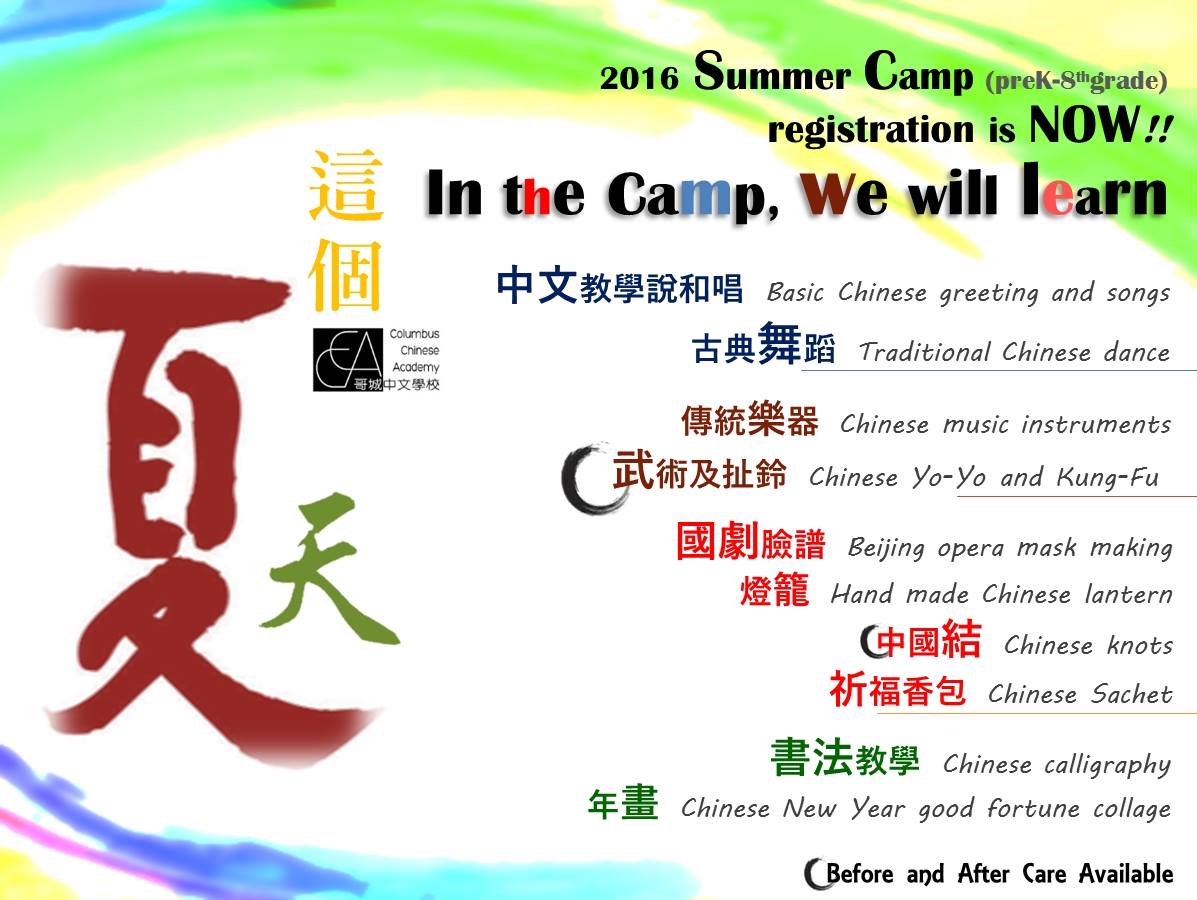 2016 Summer Camp (preK-8thgrade)
registration is NOW!!
In the Camp, We will learn
這個
夏天
Columbus
Chinese
Academy
CEA
哥城中文學校
中文教學說和唱 Basic Chinese greeting and songs
古典舞蹈 Traditional Chinese dance
傳統樂器 Chinese music instruments
武術及扯鈴 Chinese Yo-Yo and Kung-Fu
國劇臉譜 Beijing opera mask making
燈籠 Hand made Chinese lantern
中國結 Chinese knots
祈福香包 Chinese Sachet
書法教學 Chinese calligraphy
年畫 Chinese New Year good fortune collage
Before and After Care Available